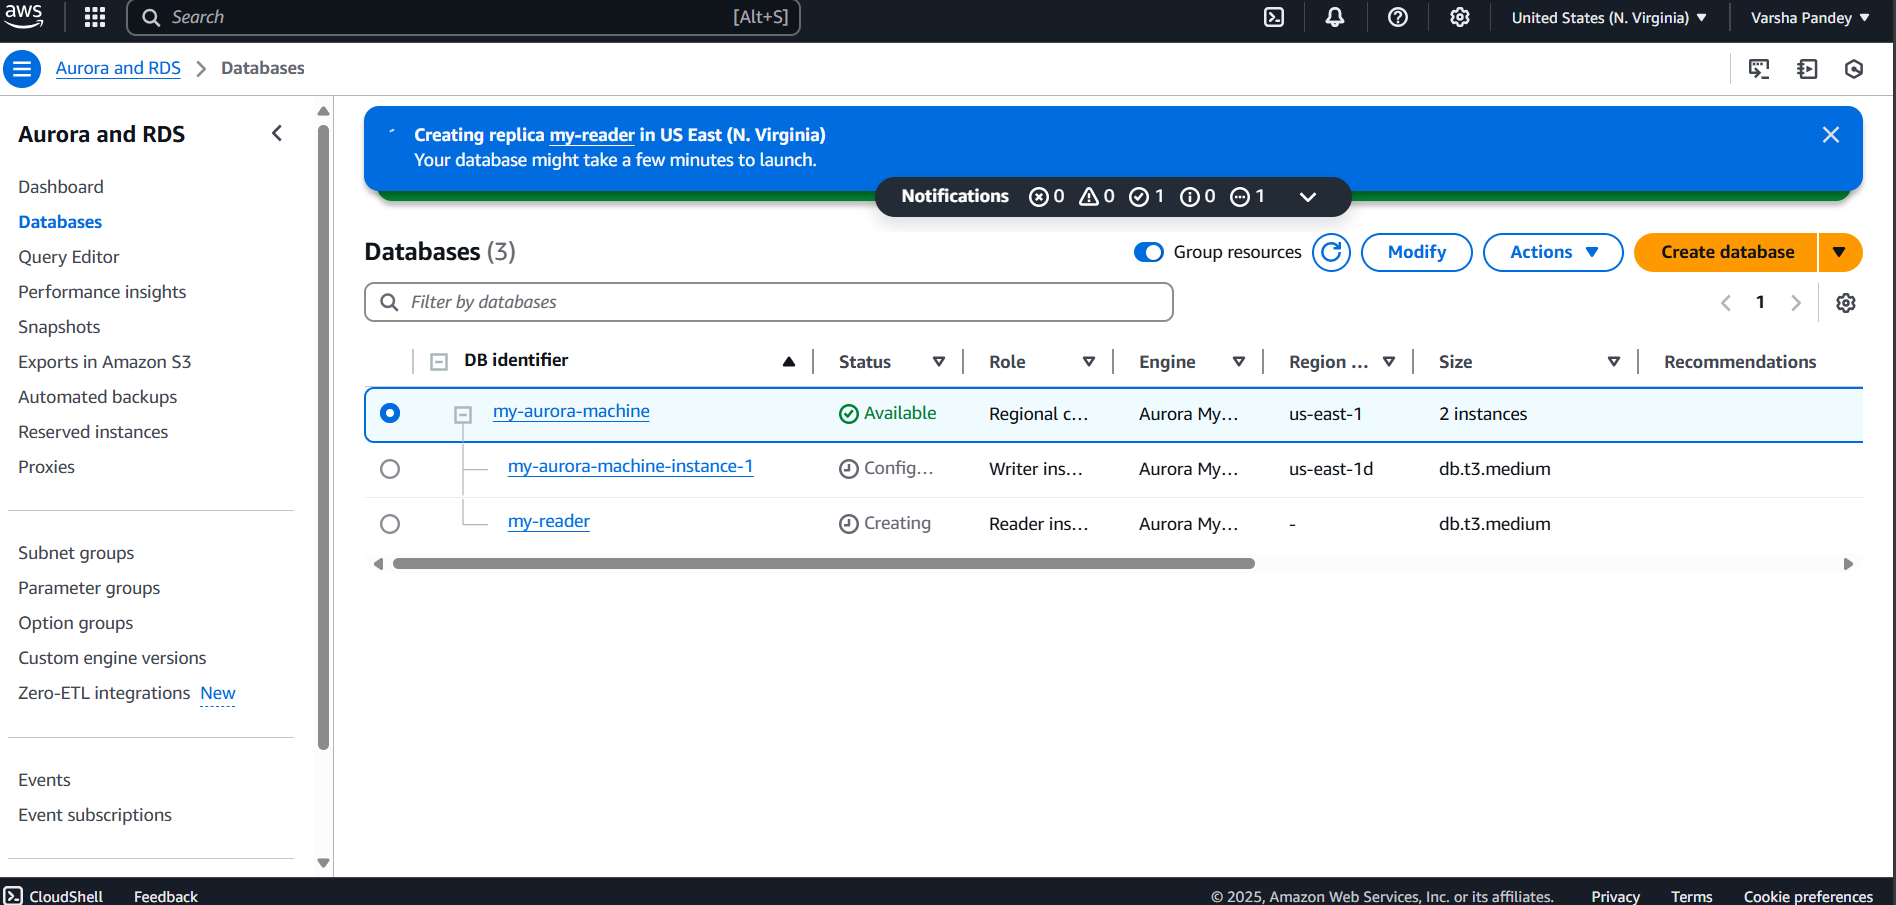 aws
Search
[Alt+S]
United States (N. Virginia)
Varsha Pandey
Aurora and RDS
Databases
Aurora and RDS
Dashboard
Databases
Query Editor
Performance insights
Snapshots
Exports in Amazon S3
Automated backups
Reserved instances
Proxies
Subnet groups
Parameter groups
Option groups
Custom engine versions
Zero-ETL integrations New
Events
Event subscriptions
Creating replica my-reader in US East (N. Virginia)
Your database might take a few minutes to launch.
Notifications 0 0 1 0 1
Databases (3)
Group resources
Modify
Actions
Create database
Filter by databases
1
DB identifier Status Role Engine Region ... Size Recommendations
my-aurora-machine Available Regional c... Aurora My... us-east-1 2 instances
my-aurora-machine-instance-1 Config... Writer ins... Aurora My... us-east-1d db.t3.medium
my-reader Creating Reader ins... Aurora My... - db.t3.medium
CloudShell Feedback © 2025, Amazon Web Services, Inc. or its affiliates. Privacy Terms Cookie preferences